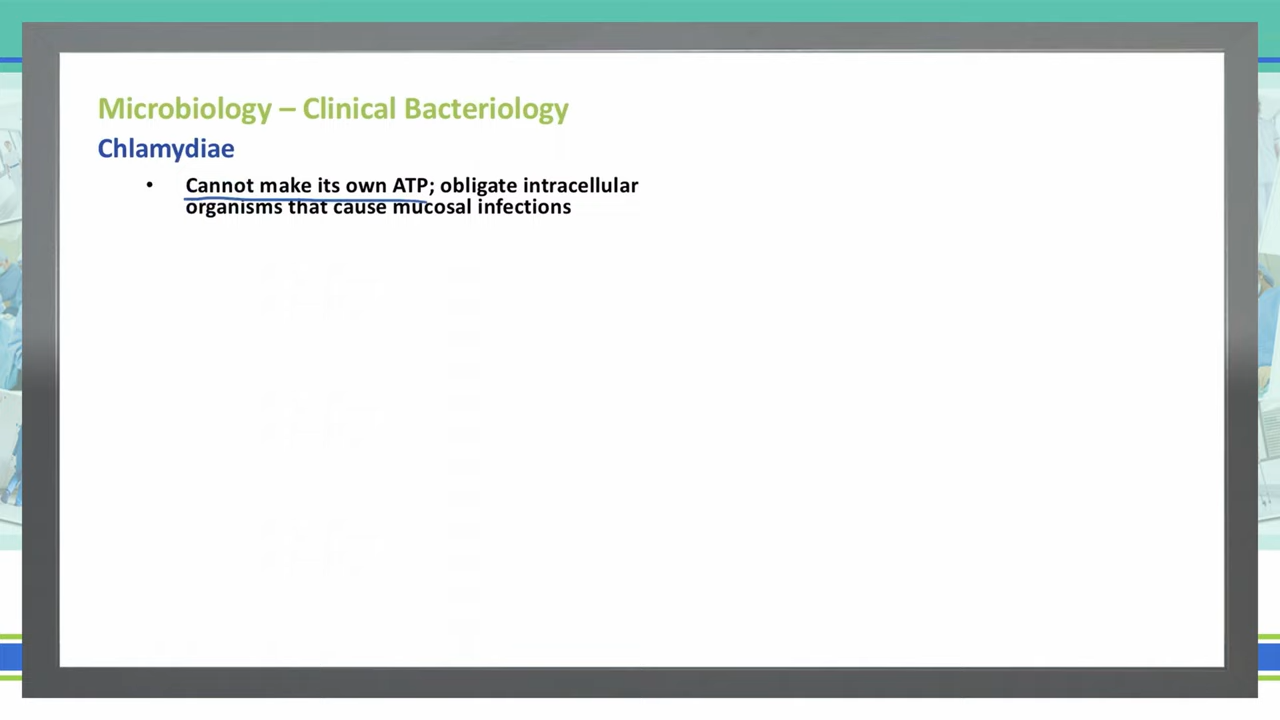 Microbiology – Clinical Bacteriology
Chlamydiae
• Cannot make its own ATP; obligate intracellular
organisms that cause mucosal infections